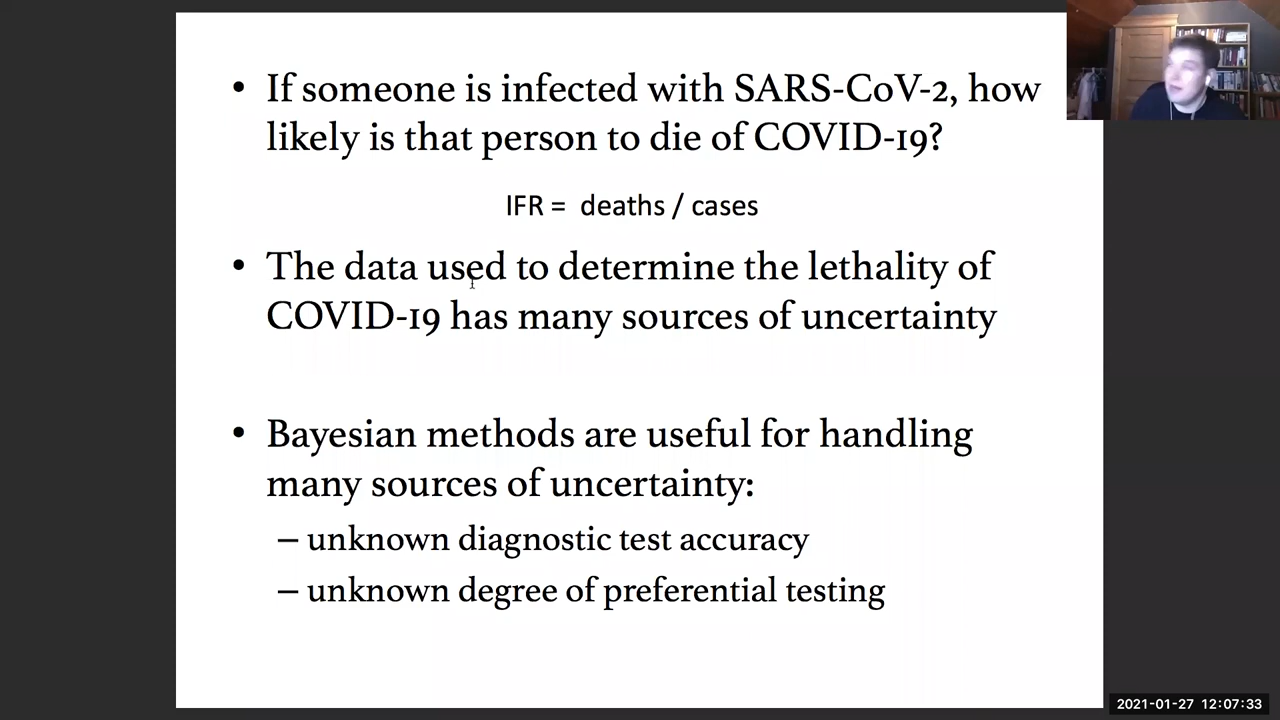 • If someone is infected with SARS-CoV-2, how
likely is that person to die of COVID-19?
IFR = deaths / cases
• The data used to determine the lethality of
COVID-19 has many sources of uncertainty
• Bayesian methods are useful for handling
many sources of uncertainty:
– unknown diagnostic test accuracy
– unknown degree of preferential testing
2021-01-27 12:07:33